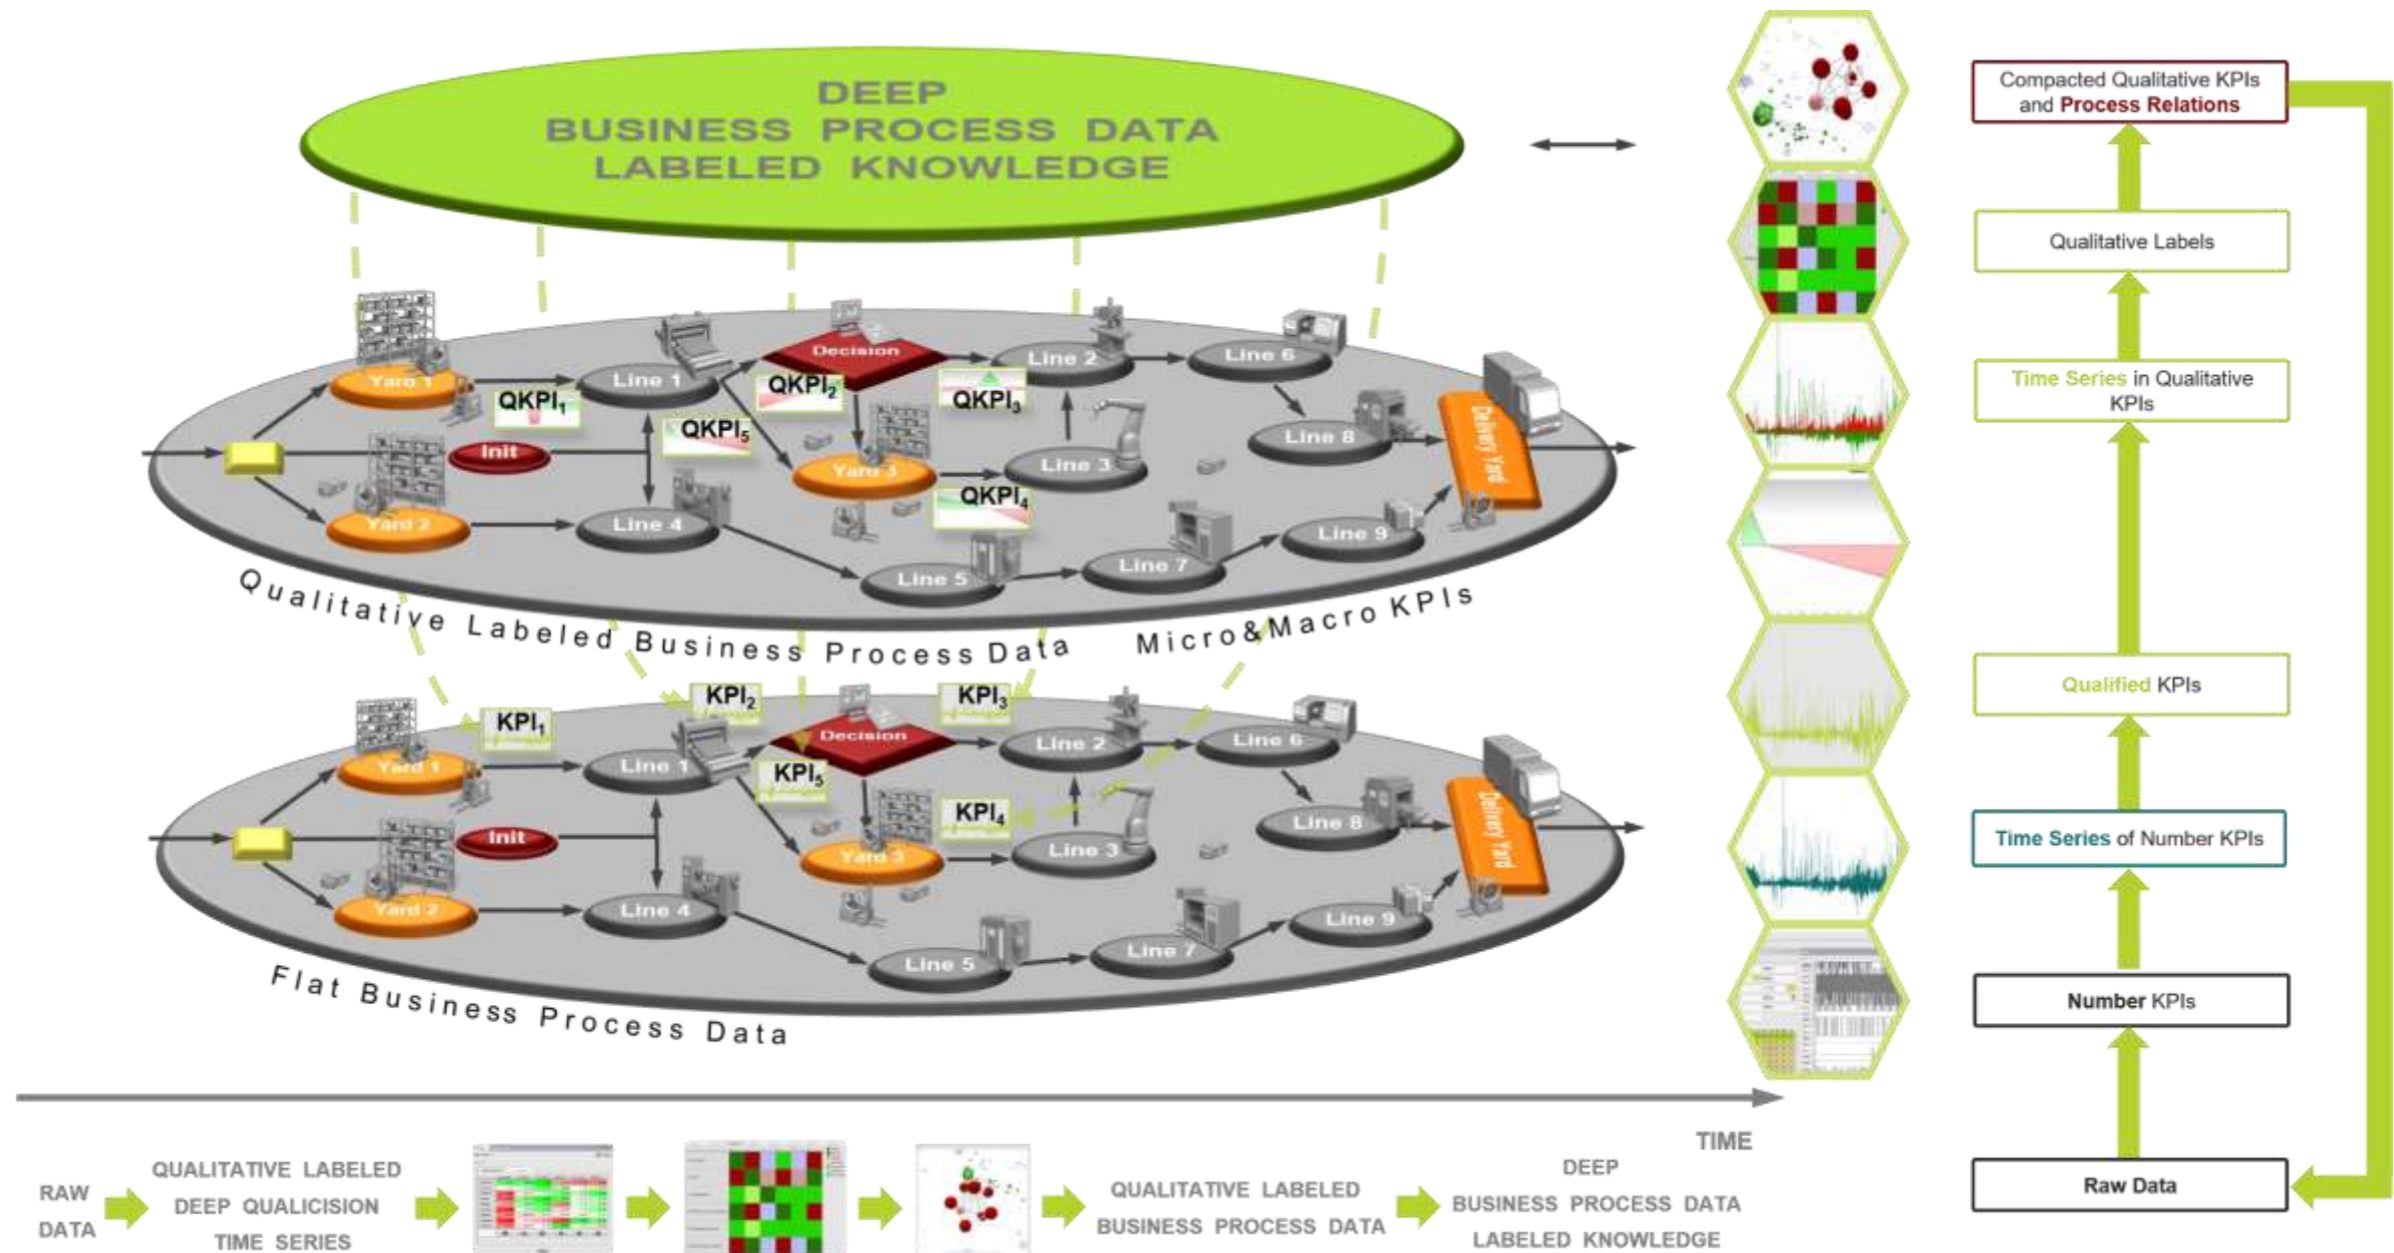 DEEP
BUSINESS PROCESS DATA
LABELED KNOWLEDGE
Yard 1
Line 1
Decision
Line 2
Line 6
QKPI1
QKPI2
QKPI3
QKPI5
Init
Yard 3
Line 3
Line 8
Delivery Yard
QKPI4
Yard 2
Line 4
Line 5
Line 7
Line 9
Qualitative Labeled Business Process Data Micro&Macro KPIs
KPI1
KPI2
KPI3
Yard 1
Line 1
Decision
Line 2
Line 6
KPI5
KPI4
Init
Yard 3
Line 3
Line 8
Delivery Yard
Yard 2
Line 4
Line 5
Line 7
Line 9
Flat Business Process Data
TIME
Compacted Qualitative KPIs
and Process Relations
Qualitative Labels
Time Series in Qualitative
KPIs
Qualified KPIs
Time Series of Number KPIs
Number KPIs
Raw Data
RAW
DATA
QUALITATIVE LABELED
DEEP QUALICISION
TIME SERIES
QUALITATIVE LABELED
BUSINESS PROCESS DATA
DEEP
BUSINESS PROCESS DATA
LABELED KNOWLEDGE